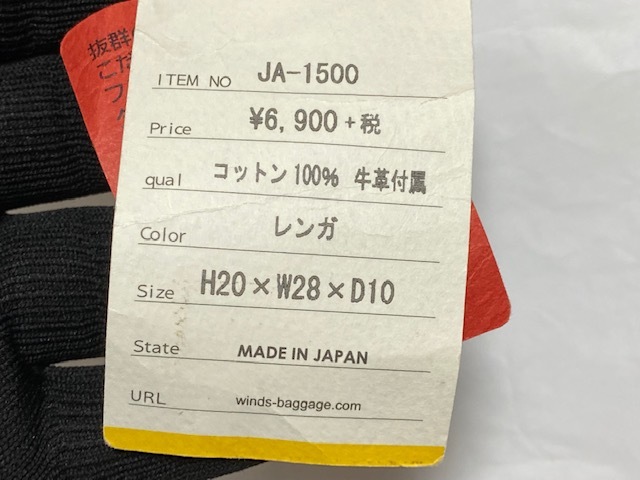 抜群
こだ
フ
ITEM NO JA-1500
Price ¥6,900+税
qual コットン100% 牛革付属
Color レンガ
Size H20×W28×D10
State MADE IN JAPAN
URL winds-baggage.com